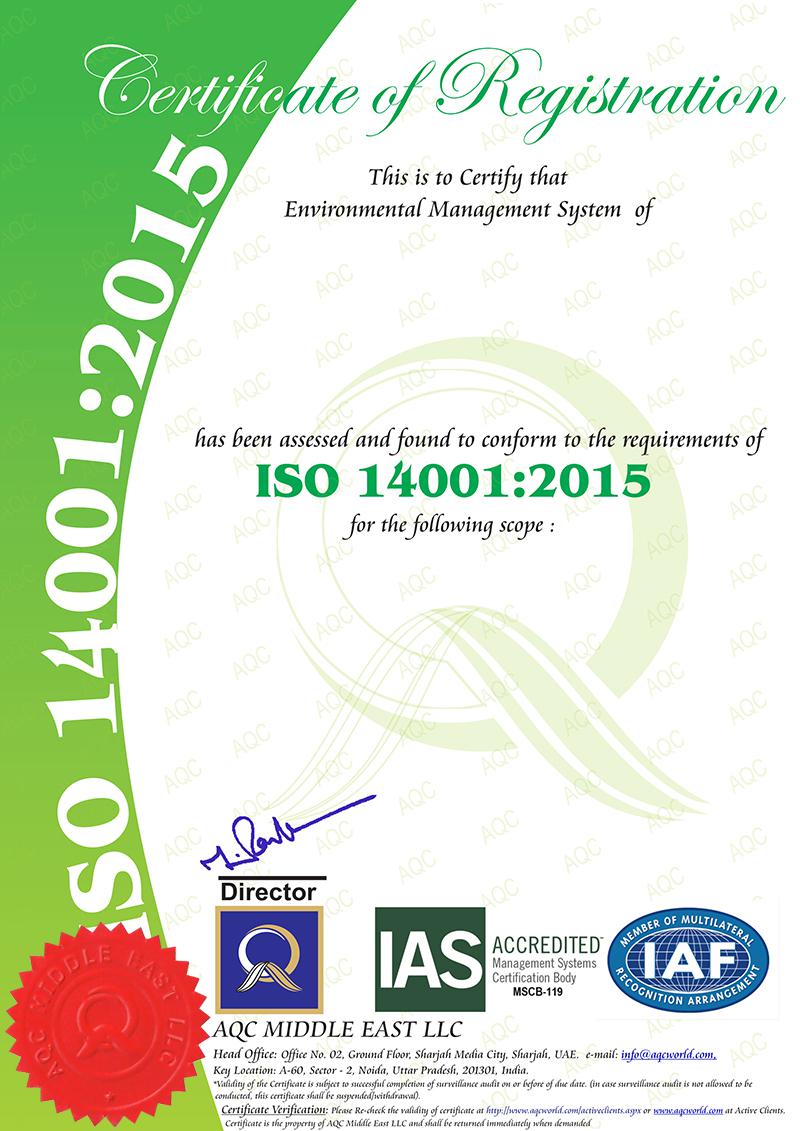 Certificate of Registration
ISO 14001:2015
This is to Certify that
Environmental Management System of
has been assessed and found to conform to the requirements of
ISO 14001:2015
for the following scope :
Director
IAS
ACCREDITED
Management Systems
Certification Body
MSCB-119
MEMBER OF MULTILATERAL
IAF
RECOGNITION ARRANGEMENT
AQC MIDDLE EAST LLC
AQC MIDDLE EAST LLC
Head Office: Office No. 02, Ground Floor, Sharjah Media City, Sharjah, UAE. e-mail: info@aqcworld.com,
Key Location: A-60, Sector - 2, Noida, Uttar Pradesh, 201301, India.
*Validity of the Certificate is subject to successful completion of surveillance audit on or before of due date. (in case surveillance audit is not allowed to be
conducted, this certificate shall be suspended/withdrawal).
Certificate Verification: Please Re-check the validity of certificate at http://www.aqcworld.com/activeclients.aspx or www.aqcworld.com at Active Clients.
Certificate is the property of AQC Middle East LLC and shall be returned immediately when demanded